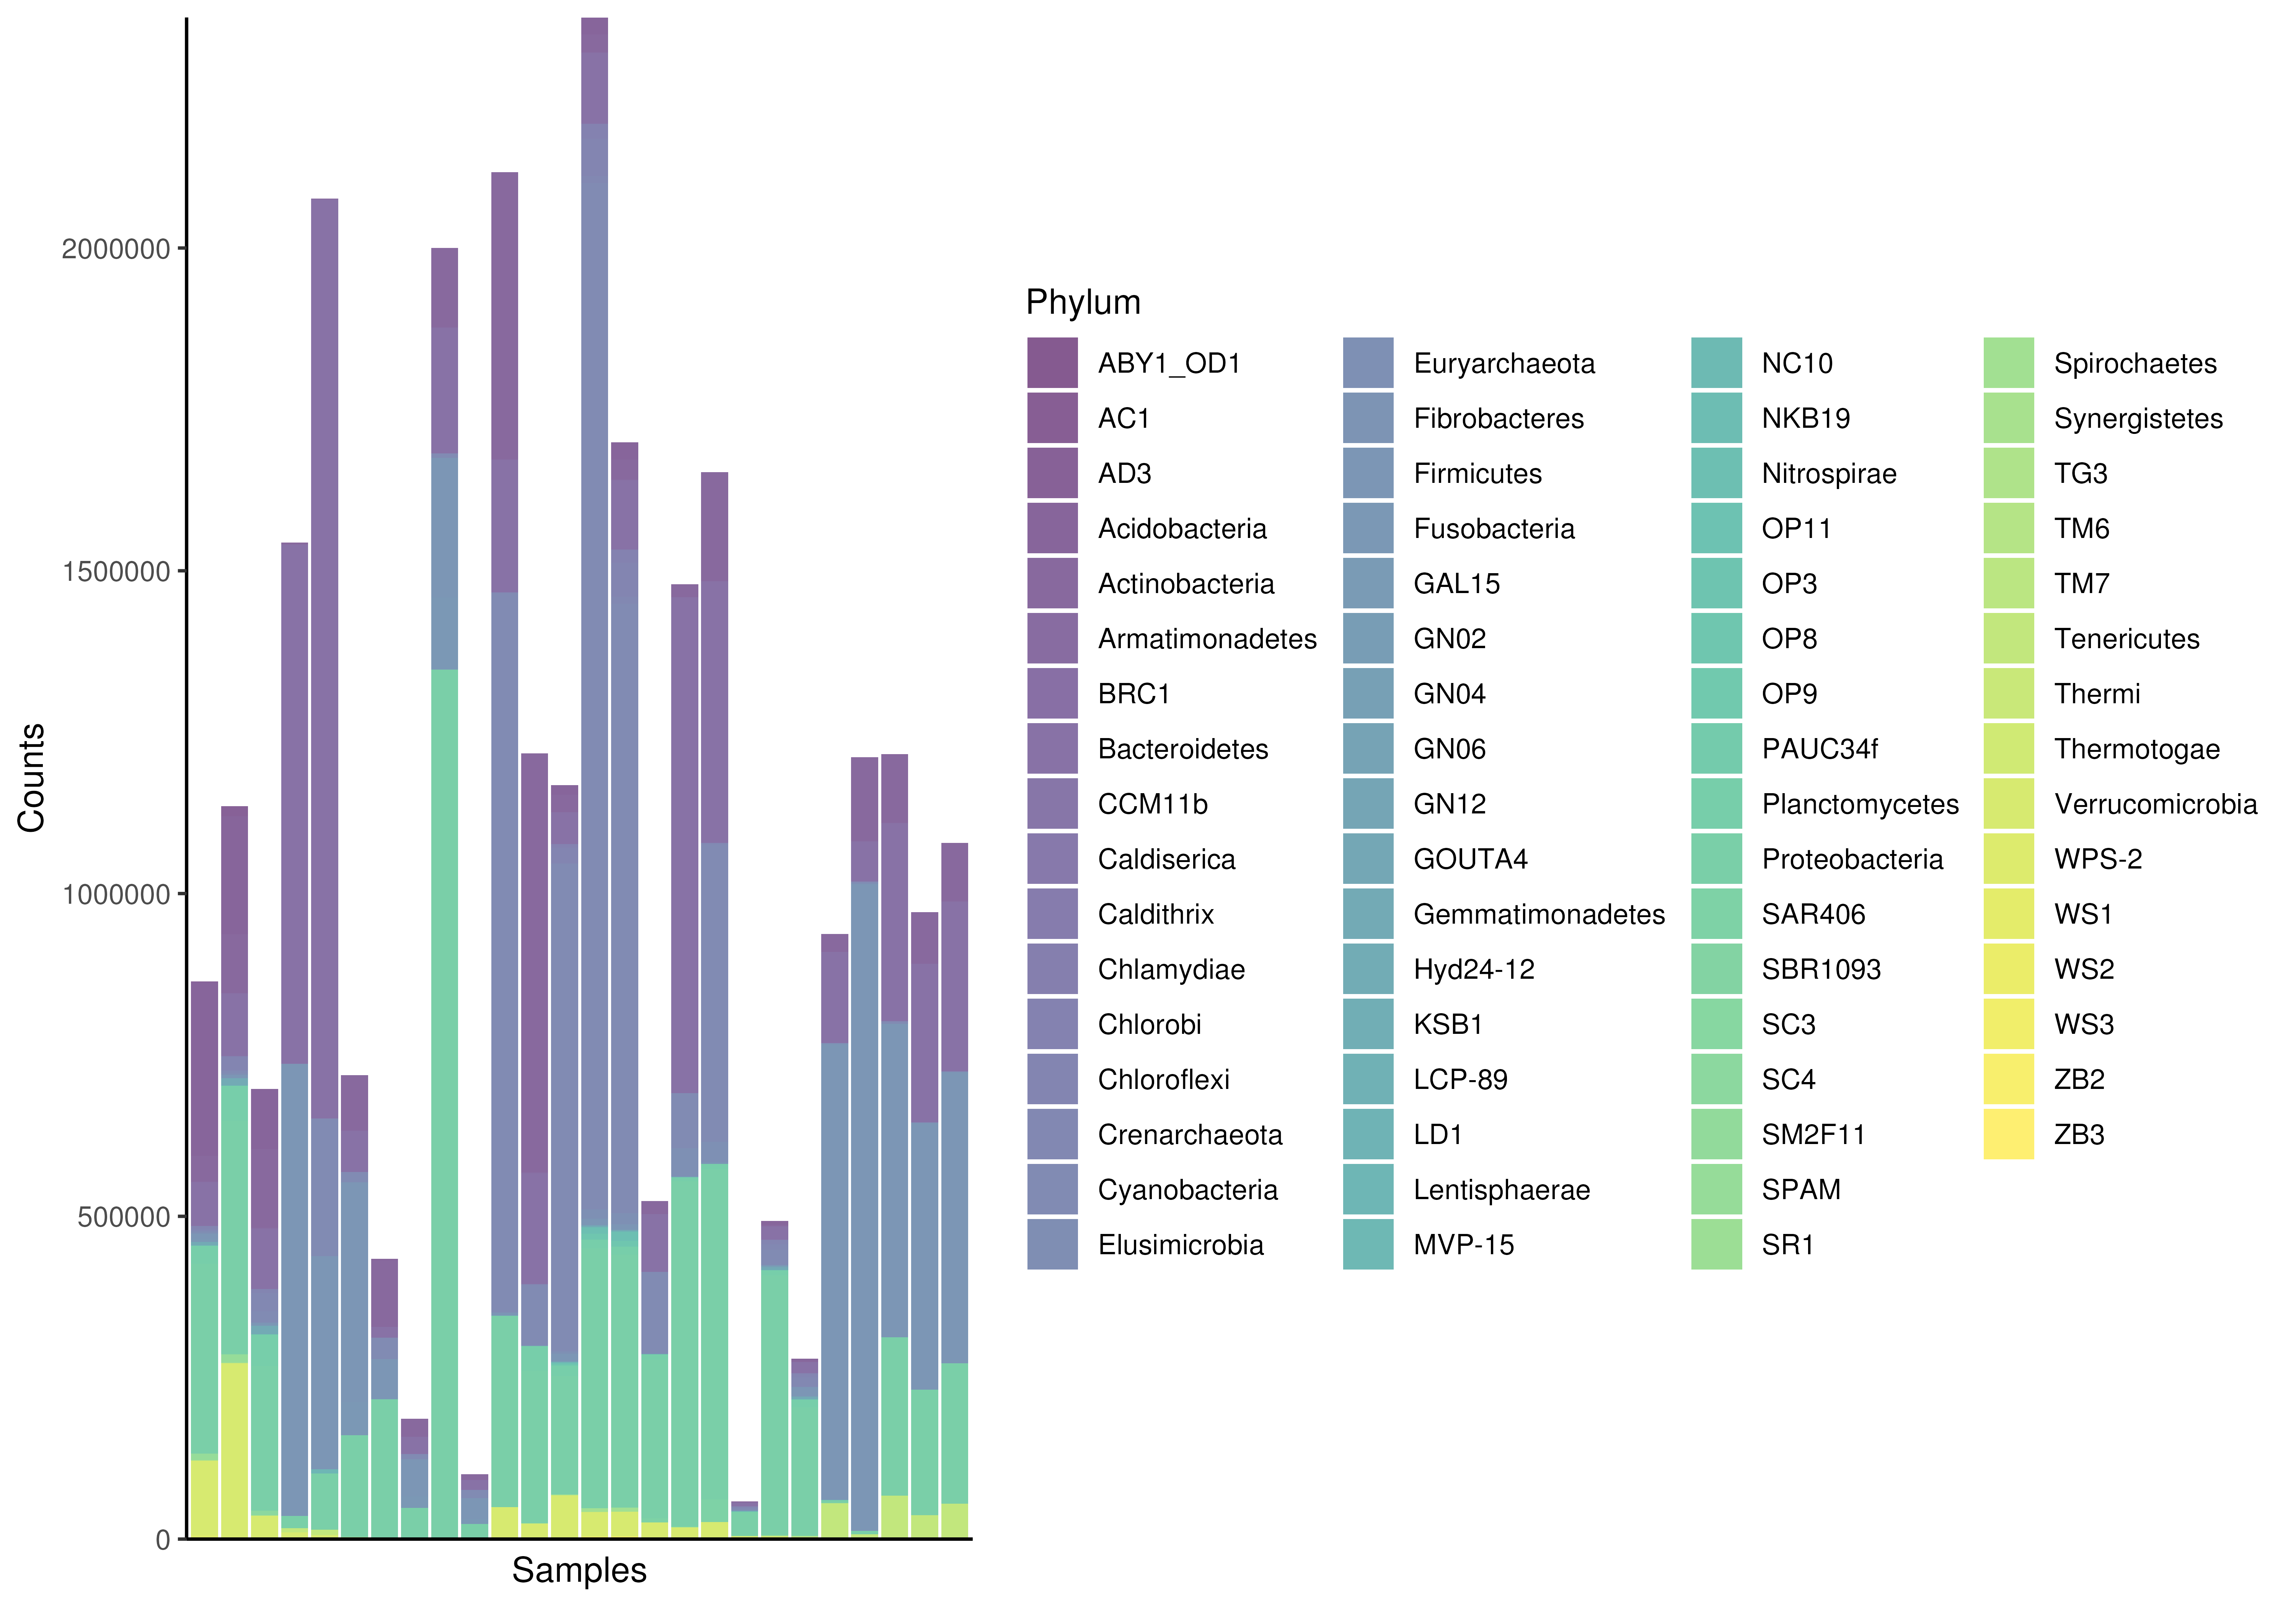 Counts
2000000
1500000
1000000
500000
0
Samples
Phylum
ABY1_OD1
AC1
AD3
Acidobacteria
Actinobacteria
Armatimonadetes
BRC1
Bacteroidetes
CCM11b
Caldiserica
Caldithrix
Chlamydiae
Chlorobi
Chloroflexi
Crenarchaeota
Cyanobacteria
Elusimicrobia
Euryarchaeota
Fibrobacteres
Firmicutes
Fusobacteria
GAL15
GN02
GN04
GN06
GN12
GOUTA4
Gemmatimonadetes
Hyd24-12
KSB1
LCP-89
LD1
Lentisphaerae
MVP-15
NC10
NKB19
Nitrospirae
OP11
OP3
OP8
OP9
PAUC34f
Planctomycetes
Proteobacteria
SAR406
SBR1093
SC3
SC4
SM2F11
SPAM
SR1
Spirochaetes
Synergistetes
TG3
TM6
TM7
Tenericutes
Thermi
Thermotogae
Verrucomicrobia
WPS-2
WS1
WS2
WS3
ZB2
ZB3